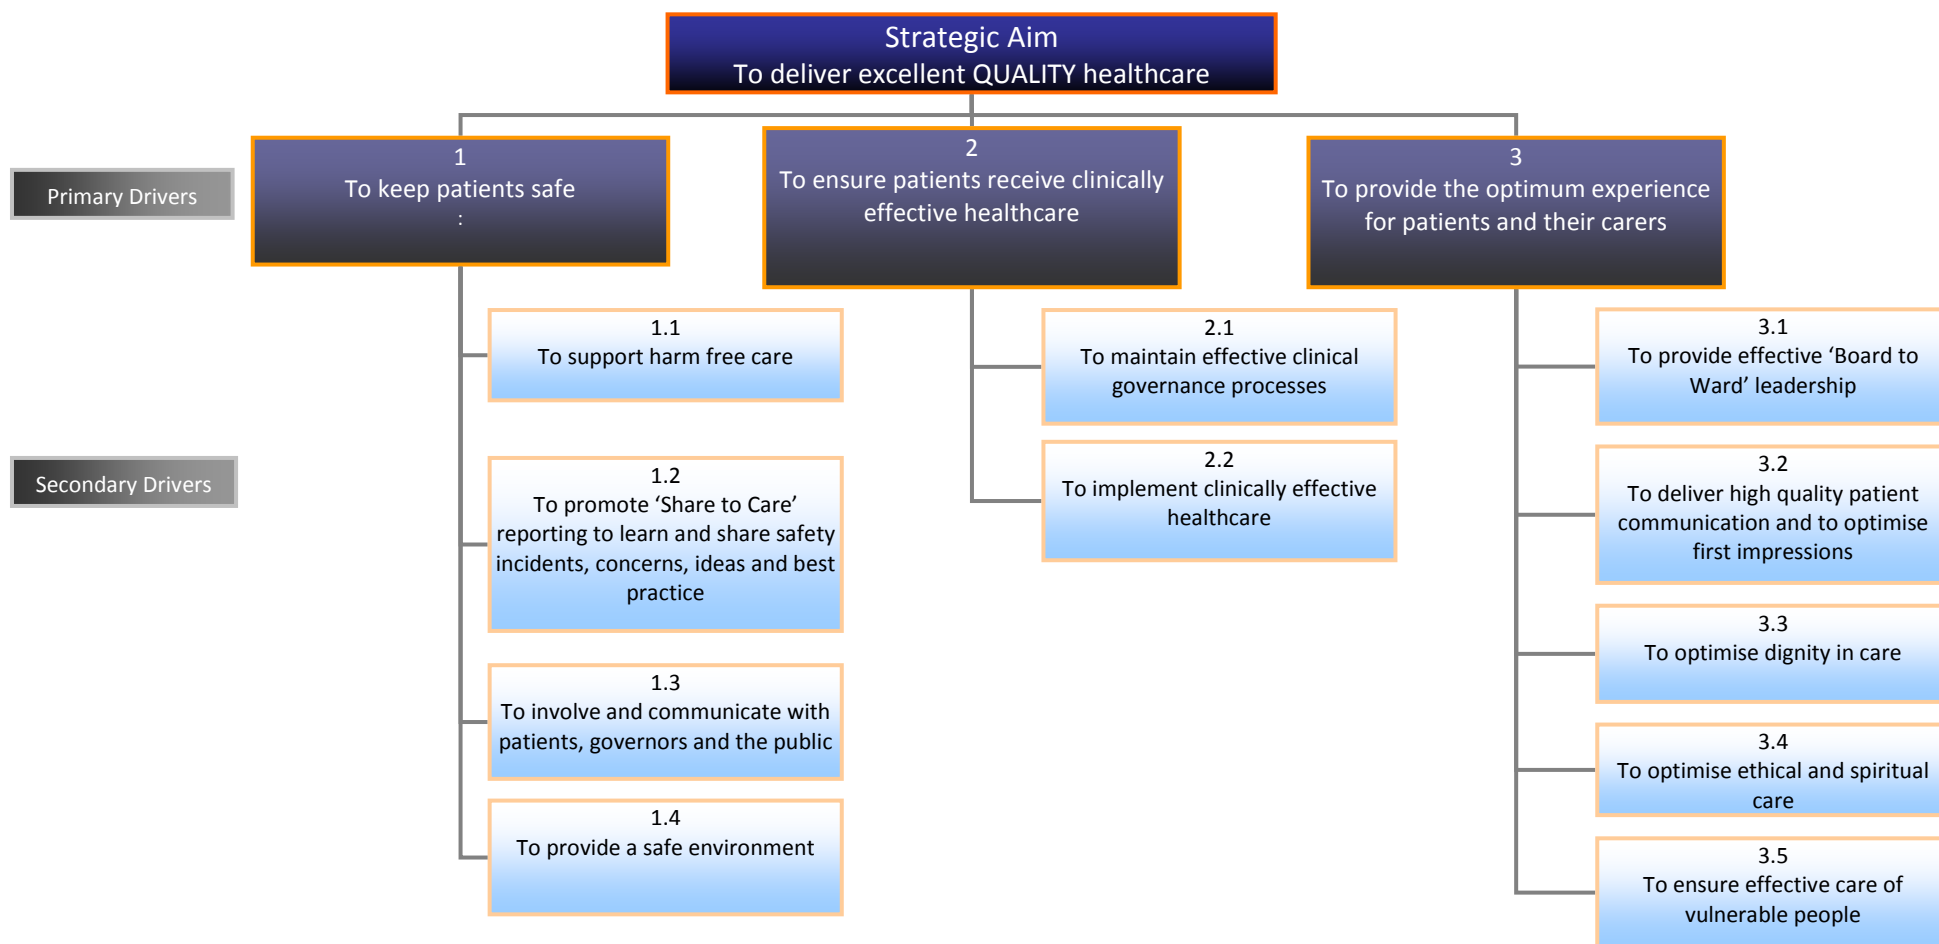 Strategic Aim
To deliver excellent QUALITY healthcare
Primary Drivers
1
To keep patients safe
:
2
To ensure patients receive clinically
effective healthcare
3
To provide the optimum experience
for patients and their carers
Secondary Drivers
1.1
To support harm free care
1.2
To promote ‘Share to Care’
reporting to learn and share safety
incidents, concerns, ideas and best
practice
1.3
To involve and communicate with
patients, governors and the public
1.4
To provide a safe environment
2.1
To maintain effective clinical
governance processes
2.2
To implement clinically effective
healthcare
3.1
To provide effective ‘Board to
Ward’ leadership
3.2
To deliver high quality patient
communication and to optimise
first impressions
3.3
To optimise dignity in care
3.4
To optimise ethical and spiritual
care
3.5
To ensure effective care of
vulnerable people